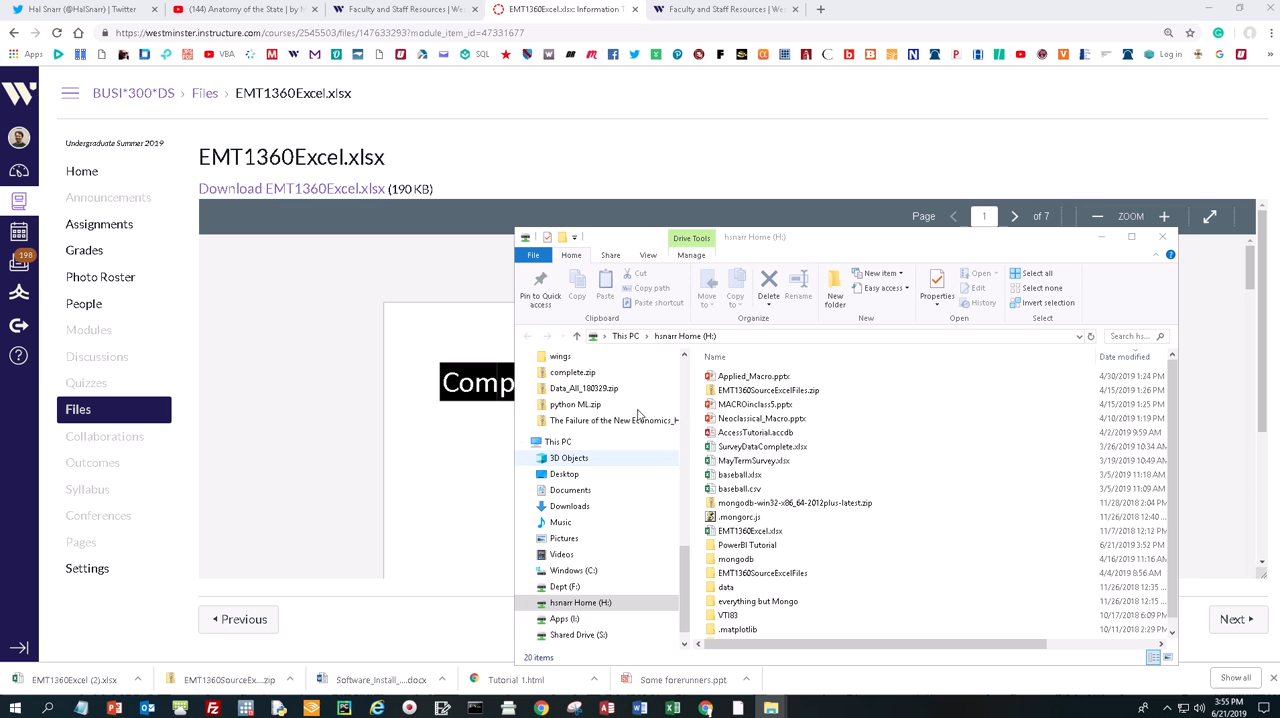 Hal Snarr (@HalSnarr) | Twitter
(144) Anatomy of the State | by M
Faculty and Staff Resources | Wes
EMT1360Excel.xlsx: Information T
Faculty and Staff Resources | Wes
https://westminster.instructure.com/courses/2545503/files/147633293?module_item_id=47331677
Apps
VBA
SQL
Log in
BUSI*300*DS > Files > EMT1360Excel.xlsx
Undergraduate Summer 2019
Home
Announcements
Assignments
Grades
Photo Roster
People
Modules
Discussions
Quizzes
Files
Collaborations
Outcomes
Syllabus
Conferences
Pages
Settings
198
EMT1360Excel.xlsx
Download EMT1360Excel.xlsx (190 KB)
Page 1 of 7 ZOOM
Comp
Drive Tools
hsnarr Home (H:)
File Home Share View Manage
Pin to Quick access
Copy
Paste
Cut
Copy path
Paste shortcut
Clipboard
Move to
Copy to
Delete
Rename
Organize
New folder
New item
Easy access
New
Properties
Open
Edit
History
Open
Select all
Select none
Invert selection
Select
This PC > hsnarr Home (H:)
Search hs...
wings
complete.zip
Data_All_180329.zip
python ML.zip
The Failure of the New Economics_H
This PC
3D Objects
Desktop
Documents
Downloads
Music
Pictures
Videos
Windows (C:)
Dept (F:)
hsnarr Home (H:)
Apps (I:)
Shared Drive (S:)
Name Date modified
Applied_Macro.pptx 4/30/2019 1:24 PM
EMT1360SourceExcelFiles.zip 4/15/2019 1:26 PM
MACROinclass5.pptx 4/15/2019 1:25 PM
Neoclassical_Macro.pptx 4/10/2019 1:19 PM
AccessTutorial.accdb 4/2/2019 9:59 AM
SurveyDataComplete.xlsx 3/26/2019 10:34 AM
MayTermSurvey.xlsx 3/19/2019 10:49 AM
baseball.xlsx 3/5/2019 11:18 AM
baseball.csv 3/5/2019 11:09 AM
mongodb-win32-x86_64-2012plus-latest.zip 11/28/2018 2:04 PM
.mongorc.js 11/26/2018 12:40 ...
EMT1360Excel.xlsx 11/7/2018 12:12 PM
PowerBI Tutorial 6/21/2019 3:52 PM
mongodb 4/16/2019 11:16 AM
EMT1360SourceExcelFiles 4/4/2019 8:56 AM
data 11/26/2018 12:35 ...
everything but Mongo 11/26/2018 12:15 ...
VTI83 10/17/2018 6:09 PM
.matplotlib 10/11/2018 2:09 PM
20 items
Previous
Next
EMT1360Excel (2).xlsx
EMT1360SourceEx....zip
Software_Install_....docx
Tutorial 1.html
Some forerunners.ppt
Show all
3:55 PM
6/21/2019